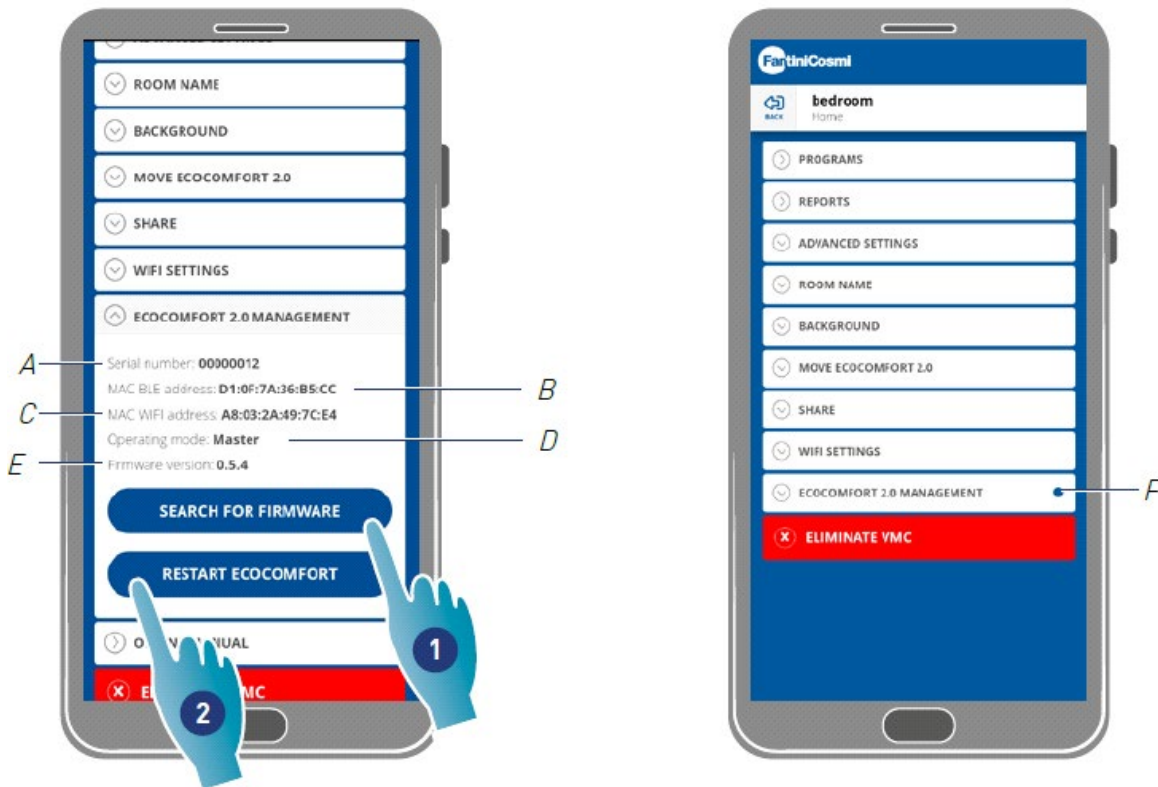 ROOM NAME
BACKGROUND
MOVE ECOCOMFORT 2.0
SHARE
WIFI SETTINGS
ECOCOMFORT 2.0 MANAGEMENT
A
Serial number: 00000012
MAC BLE address: D1:0F:7A:36:B5:CC
B
C
MAC WIFI address: A8:03:2A:49:7C:E4
Operating mode: Master
D
E
Firmware version: 0.5.4
SEARCH FOR FIRMWARE
RESTART ECOCOMFORT
1
2
FantiniCosmi
BACK
bedroom
Home
PROGRAMS
REPORTS
ADVANCED SETTINGS
ROOM NAME
BACKGROUND
MOVE ECOCOMFORT 2.0
SHARE
WIFI SETTINGS
ECOCOMFORT 2.0 MANAGEMENT
ELIMINATE VMC